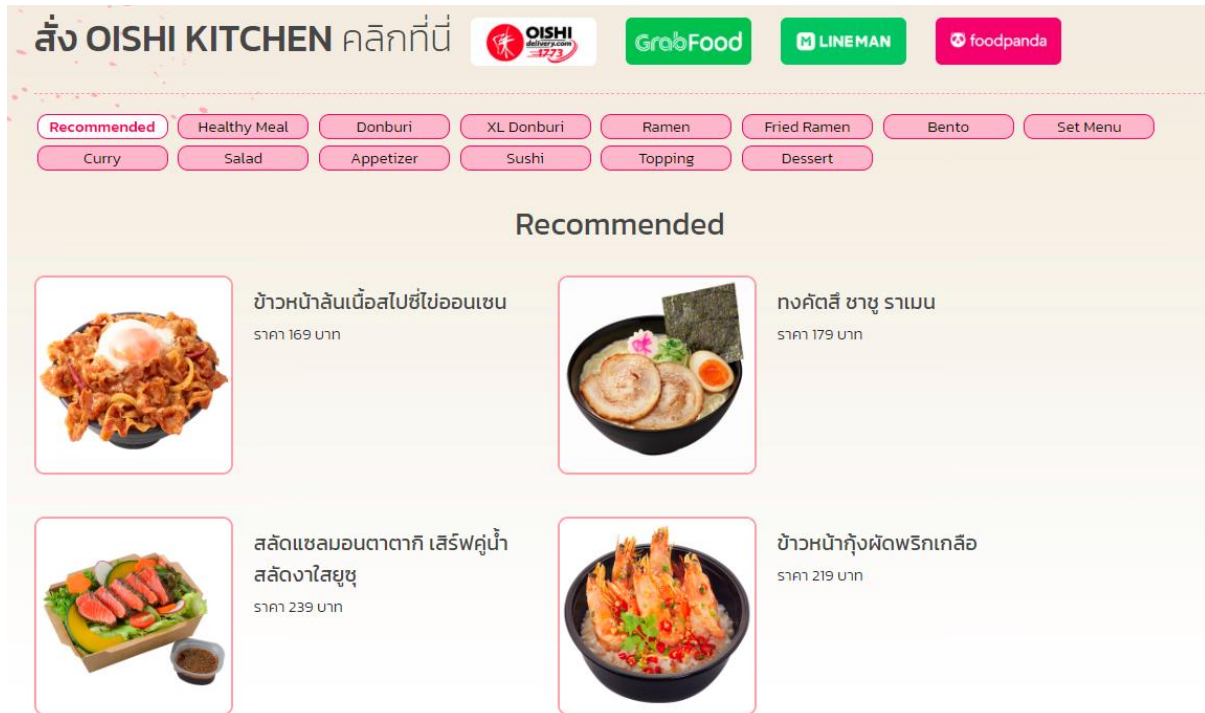 สั่ง OISHI KITCHEN คลิกที่นี่
OISHI
delivery.com
1773
GrabFood
LINE MAN
foodpanda
Recommended Healthy Meal Donburi XL Donburi Ramen Fried Ramen Bento Set Menu
Curry Salad Appetizer Sushi Topping Dessert
Recommended
ข้าวหน้าล้นเนื้อสไปซี่ไข่ออนเซน
ราคา 169 บาท
ทงคัตสึ ชาชู ราเมน
ราคา 179 บาท
สลัดแซลมอนตาตากิ เสิร์ฟคู่น้ำ
สลัดงาใสยูซุ
ราคา 239 บาท
ข้าวหน้ากุ้งผัดพริกเกลือ
ราคา 219 บาท